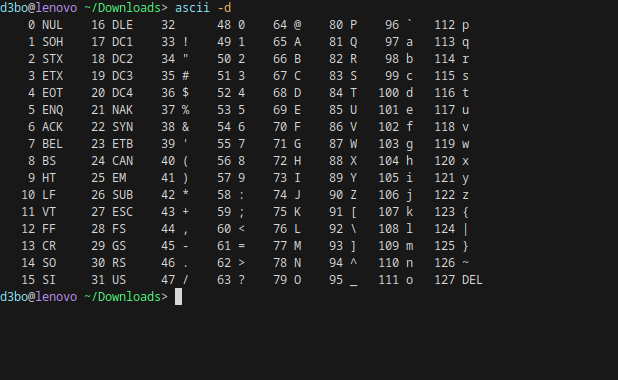 d3bo@lenovo ~/Downloads> ascii -d
    0 NUL    16 DLE    32      48 0    64 @    80 P    96 `   112 p
    1 SOH    17 DC1    33 !    49 1    65 A    81 Q    97 a   113 q
    2 STX    18 DC2    34 "    50 2    66 B    82 R    98 b   114 r
    3 ETX    19 DC3    35 #    51 3    67 C    83 S    99 c   115 s
    4 EOT    20 DC4    36 $    52 4    68 D    84 T   100 d   116 t
    5 ENQ    21 NAK    37 %    53 5    69 E    85 U   101 e   117 u
    6 ACK    22 SYN    38 &    54 6    70 F    86 V   102 f   118 v
    7 BEL    23 ETB    39 '    55 7    71 G    87 W   103 g   119 w
    8 BS     24 CAN    40 (    56 8    72 H    88 X   104 h   120 x
    9 HT     25 EM     41 )    57 9    73 I    89 Y   105 i   121 y
   10 LF     26 SUB    42 *    58 :    74 J    90 Z   106 j   122 z
   11 VT     27 ESC    43 +    59 ;    75 K    91 [   107 k   123 {
   12 FF     28 FS     44 ,    60 <    76 L    92 \   108 l   124 |
   13 CR     29 GS     45 -    61 =    77 M    93 ]   109 m   125 }
   14 SO     30 RS     46 .    62 >    78 N    94 ^   110 n   126 ~
   15 SI     31 US     47 /    63 ?    79 O    95 _   111 o   127 DEL
d3bo@lenovo ~/Downloads>